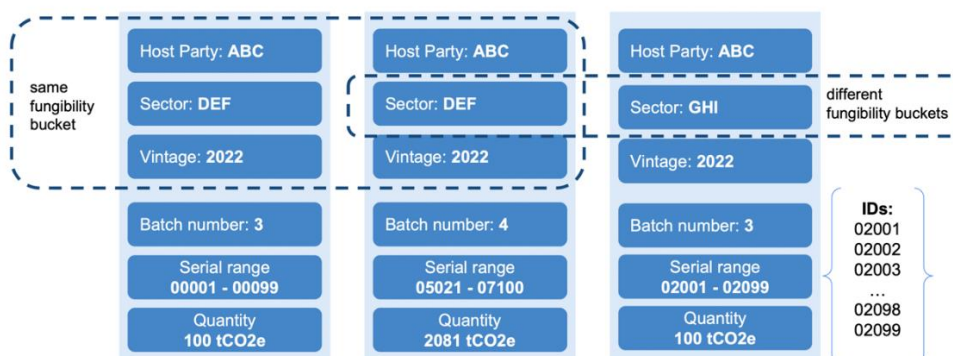 same
fungibility
bucket
Host Party: ABC
Sector: DEF
Vintage: 2022
Batch number: 3
Serial range
00001 - 00099
Quantity
100 tCO2e
Host Party: ABC
Sector: DEF
Vintage: 2022
Batch number: 4
Serial range
05021 - 07100
Quantity
2081 tCO2e
Host Party: ABC
Sector: GHI
Vintage: 2022
Batch number: 3
Serial range
02001 - 02099
Quantity
100 tCO2e
different
fungibility buckets
IDs:
02001
02002
02003
...
02098
02099